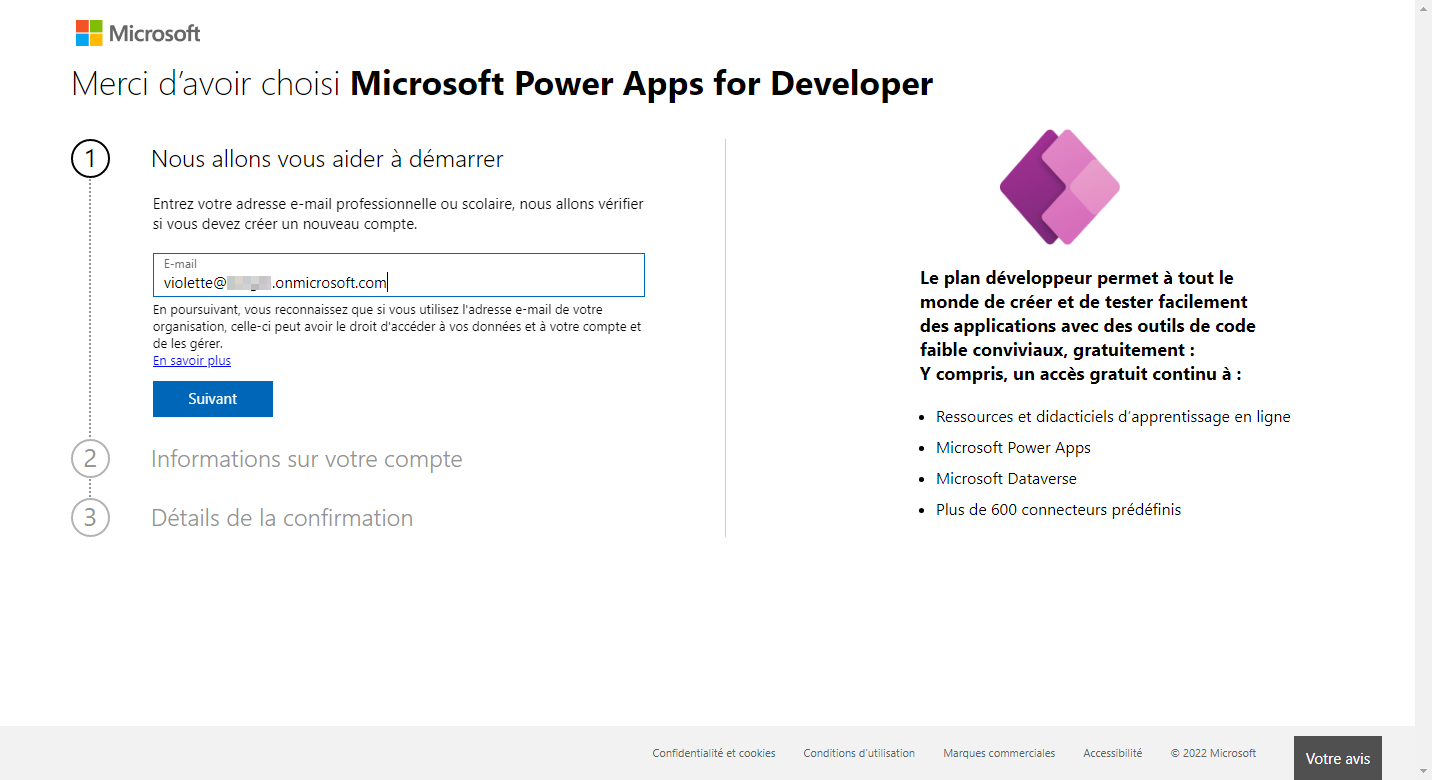 Microsoft
Merci d’avoir choisi Microsoft Power Apps for Developer
1
Nous allons vous aider à démarrer
Entrez votre adresse e-mail professionnelle ou scolaire, nous allons vérifier
si vous devez créer un nouveau compte.
E-mail
violette@ .onmicrosoft.com
En poursuivant, vous reconnaissez que si vous utilisez l'adresse e-mail de votre
organisation, celle-ci peut avoir le droit d'accéder à vos données et à votre compte et
de les gérer.
En savoir plus
Suivant
2
Informations sur votre compte
3
Détails de la confirmation
Le plan développeur permet à tout le
monde de créer et de tester facilement
des applications avec des outils de code
faible conviviaux, gratuitement :
Y compris, un accès gratuit continu à :
• Ressources et didacticiels d’apprentissage en ligne
• Microsoft Power Apps
• Microsoft Dataverse
• Plus de 600 connecteurs prédéfinis
Confidentialité et cookies
Conditions d’utilisation
Marques commerciales
Accessibilité
© 2022 Microsoft
Votre avis